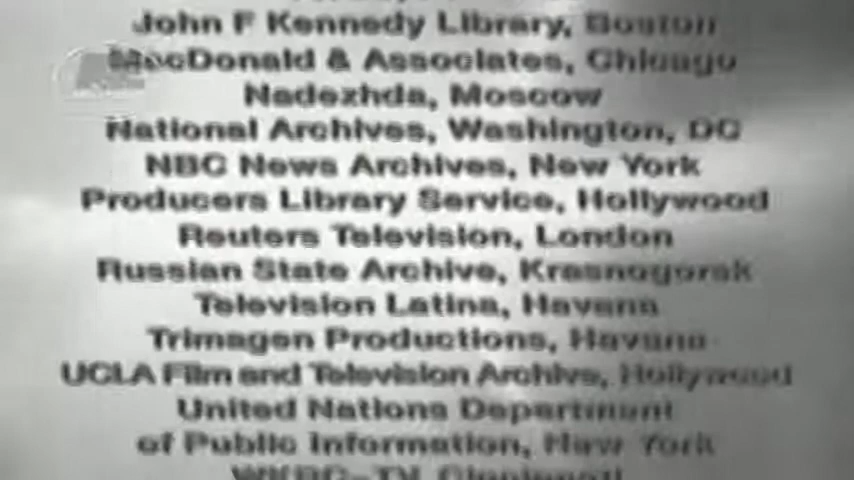 John F Kennedy Library, Boston
MacDonald & Associates, Chicago
Nadezhda, Moscow
National Archives, Washington, DC
NBC News Archives, New York
Producers Library Service, Hollywood
Reuters Television, London
Russian State Archive, Krasnogorsk
Television Latina, Havana
Trimagen Productions, Havana
UCLA Film and Television Archive, Hollywood
United Nations Department
of Public Information, New York